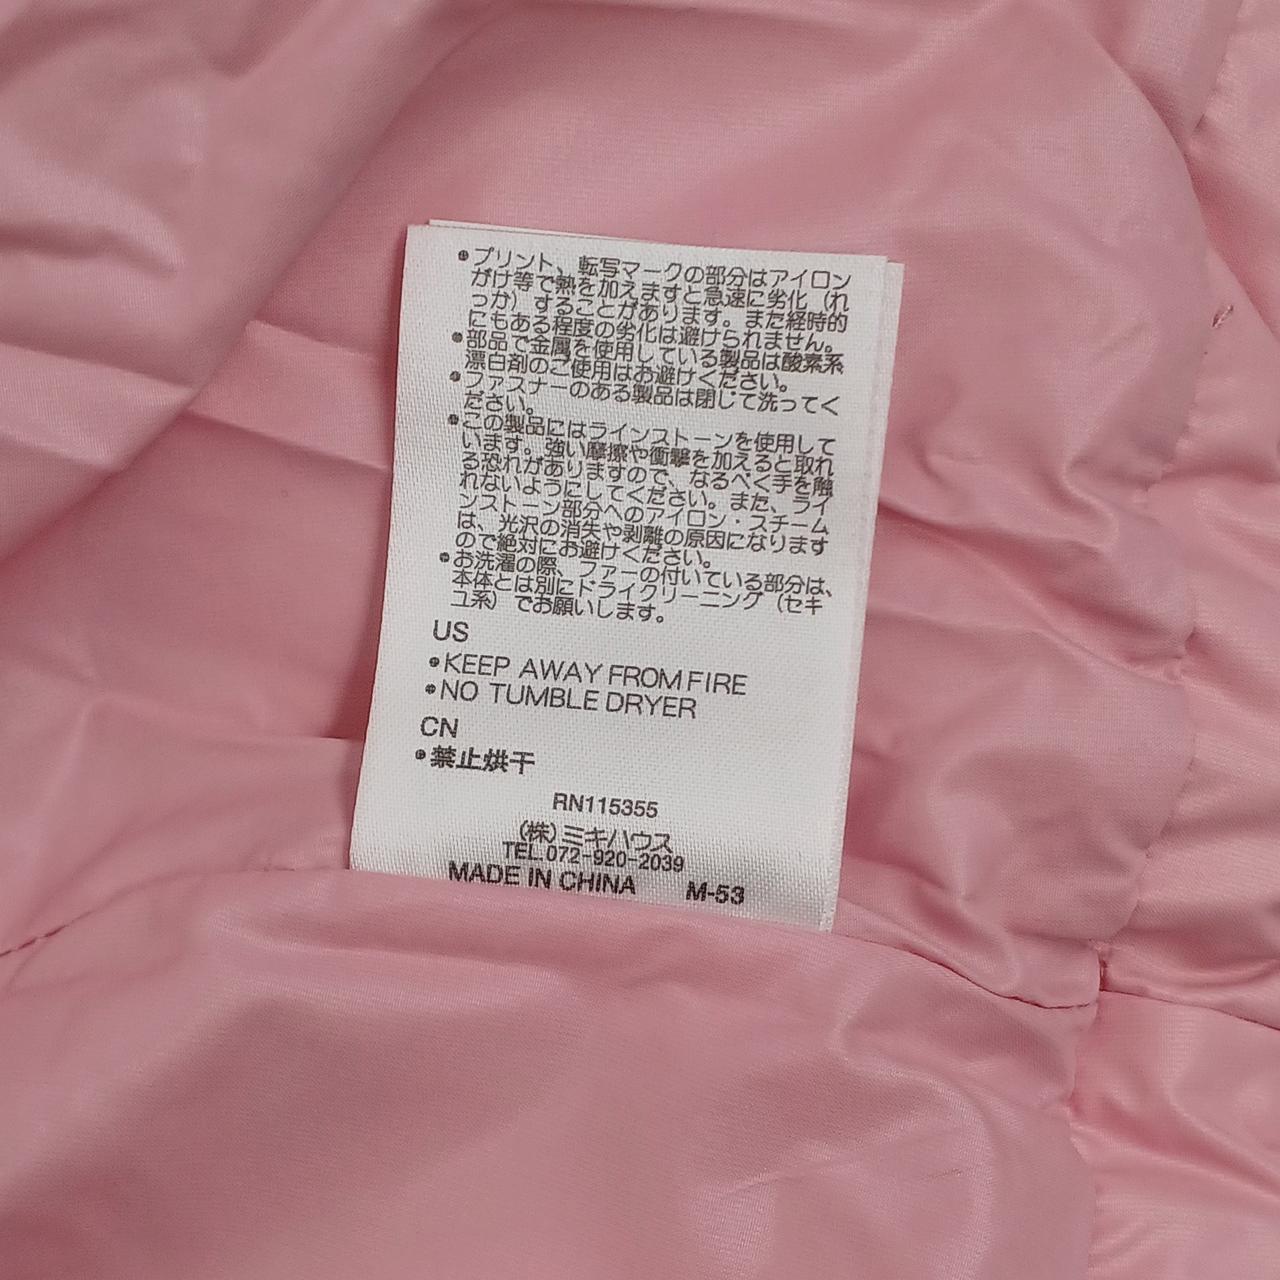 ●プリント、転写マークの部分はアイロン
がけ等で熱を加えますと急速に劣化（れ
っか）することがあります。また経時的
にもある程度の劣化は避けられません。
●部品で金属を使用している製品は酸素系
漂白剤のご使用はお避けください。
●ファスナーのある製品は閉じて洗ってく
ださい。
●この製品にはラインストーンを使用して
います。強い摩擦や衝撃を加えると取れ
る恐れがありますので、なるべく手を触
れないようにしてください。また、ライ
ンストーン部分へのアイロン・スチーム
は、光沢の消失や剥離の原因になります
ので絶対にお避けください。
●お洗濯の際、ファーの付いている部分は、
本体とは別にドライクリーニング（セキ
ユ系）でお願いします。
US
●KEEP AWAY FROM FIRE
●NO TUMBLE DRYER
CN
●禁止烘干
RN115355
（株）ミキハウス
TEL.072-920-2039
MADE IN CHINA M-53